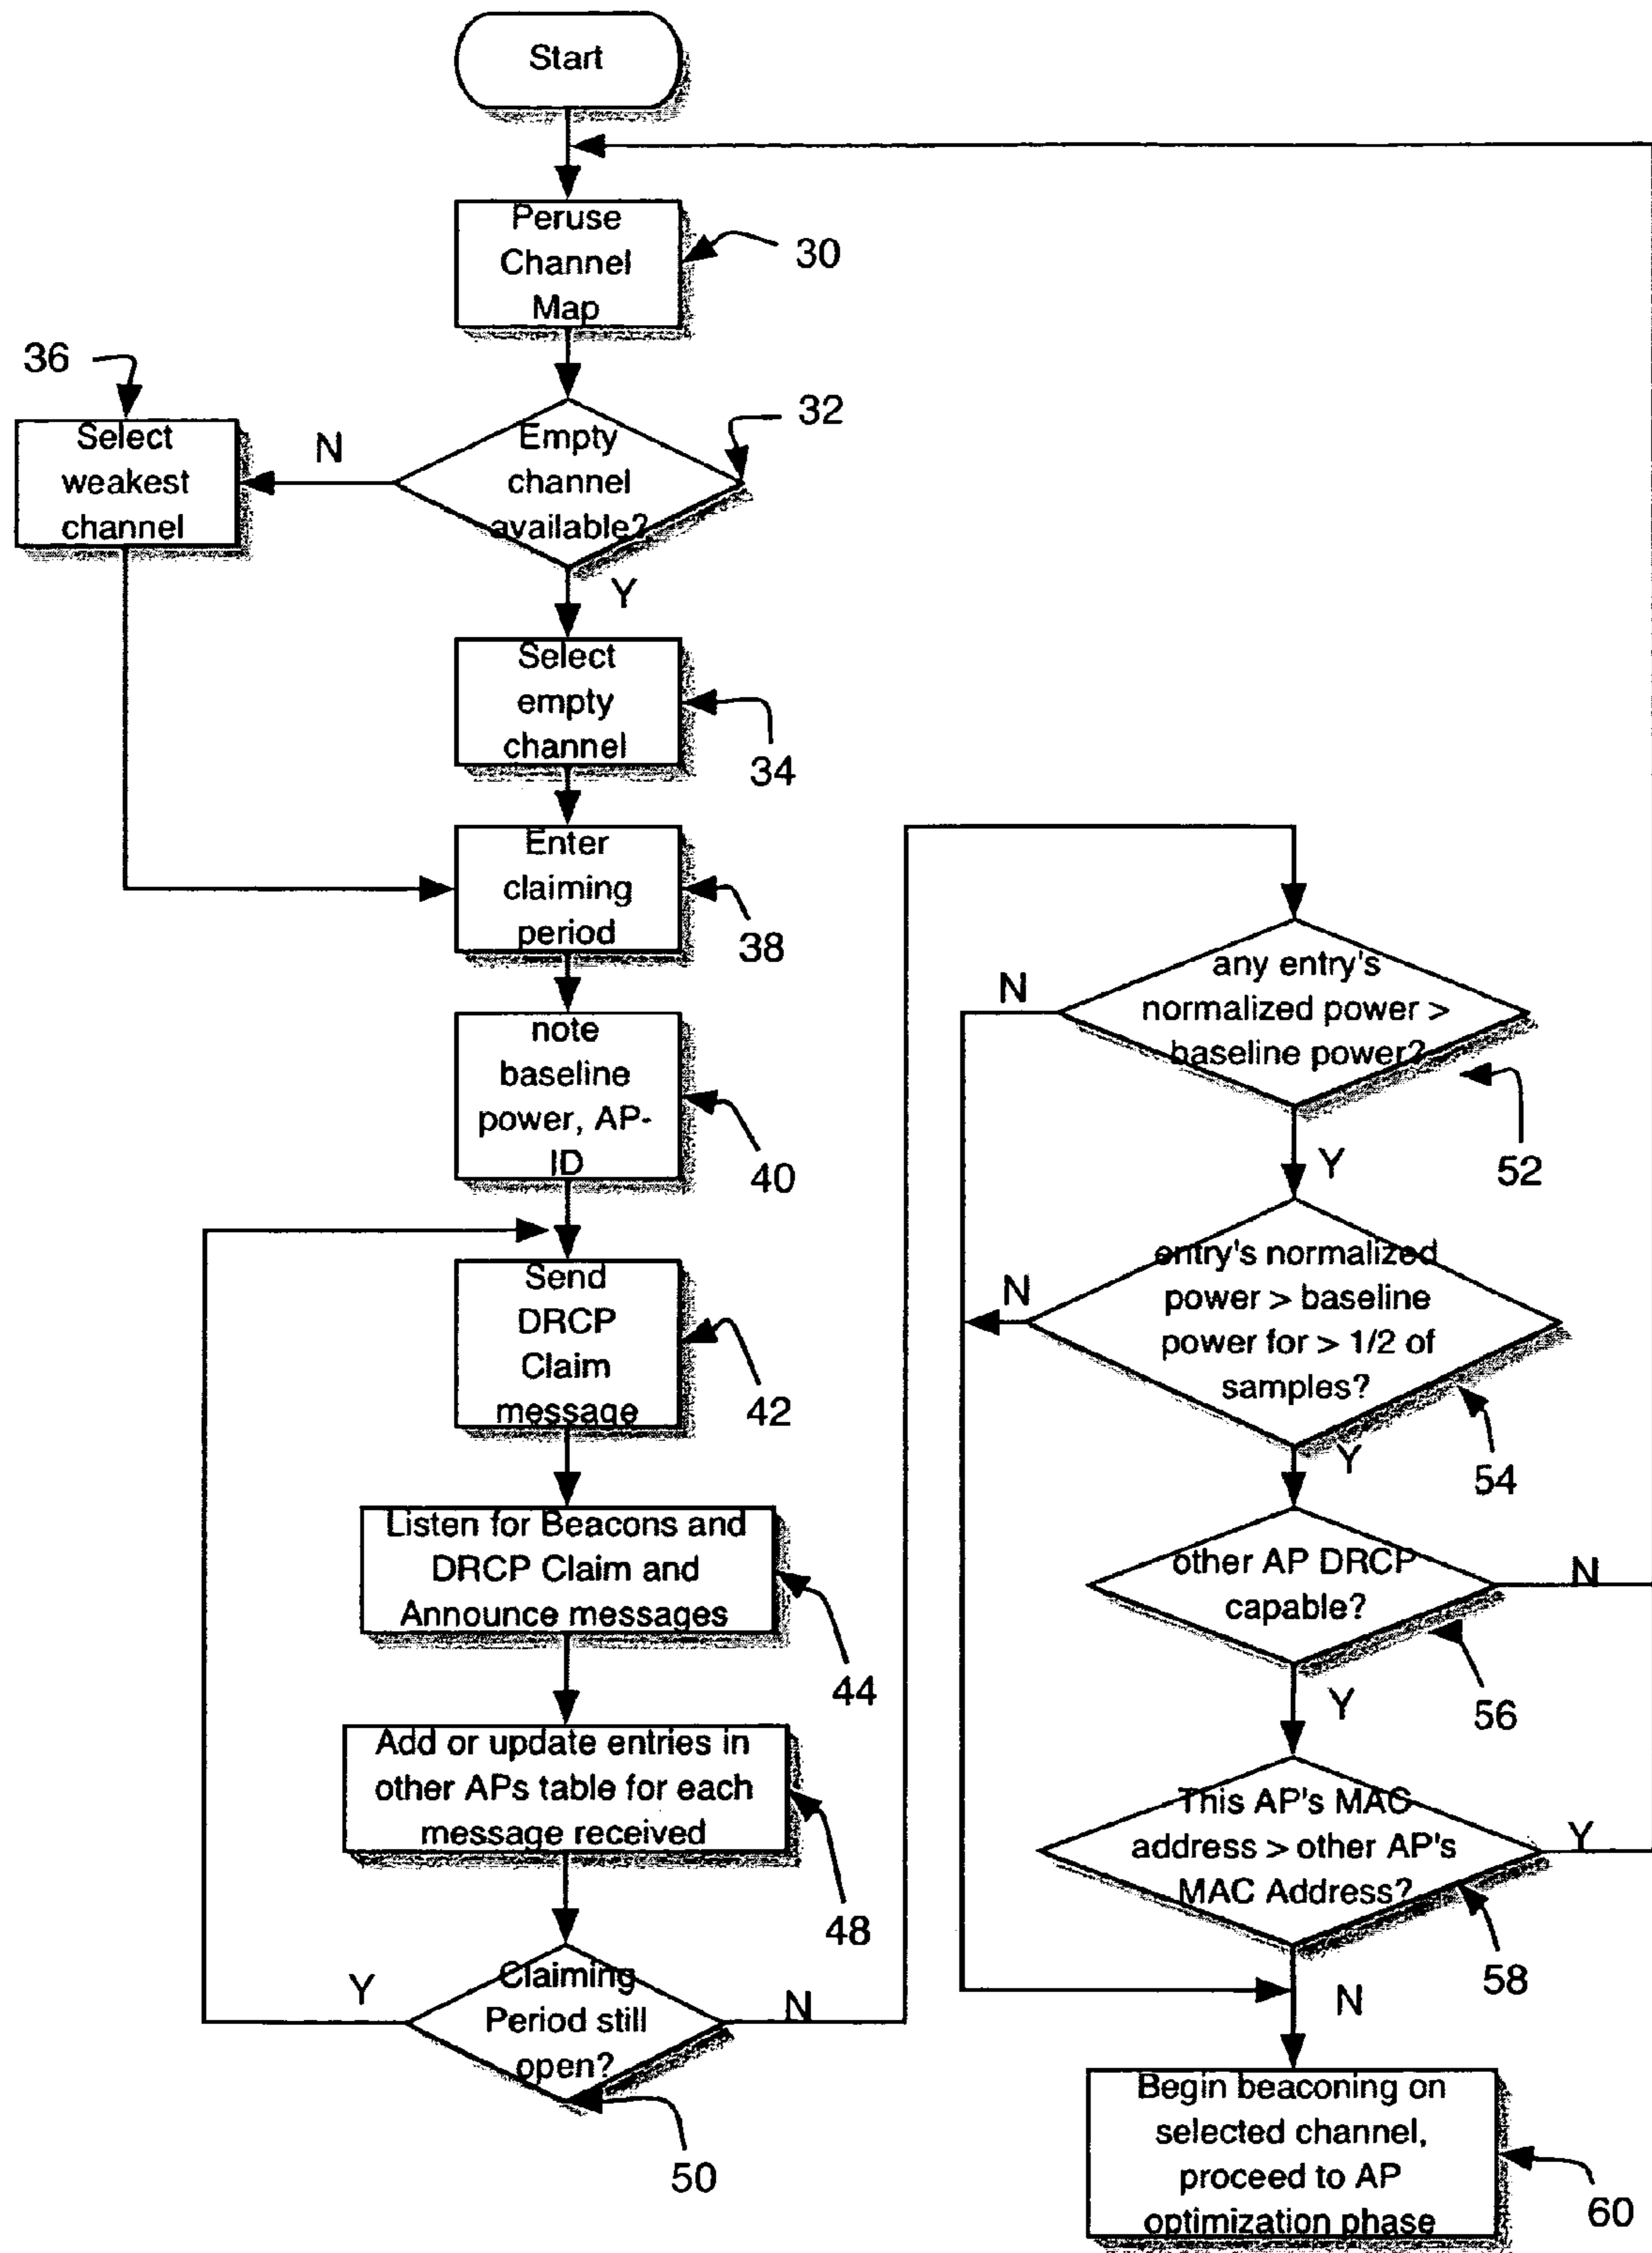 Start
Peruse
Channel
Map
30
36
Select
weakest
channel
N
Empty
channel
available?
32
Y
Select
empty
channel
34
Enter
claiming
period
38
note
baseline
power, AP-
ID
40
Send
DRCP
Claim
message
42
Listen for Beacons and
DRCP Claim and
Announce messages
44
Add or update entries in
other APs table for each
message received
48
Y
Claiming
Period still
open?
N
50
N
any entry's
normalized power >
baseline power?
52
Y
N
entry's normalized
power > baseline
power for > 1/2 of
samples?
54
Y
other AP DRCP
capable?
N
56
Y
This AP's MAC
address > other AP's
MAC Address?
Y
58
N
Begin beaconing on
selected channel,
proceed to AP
optimization phase
60